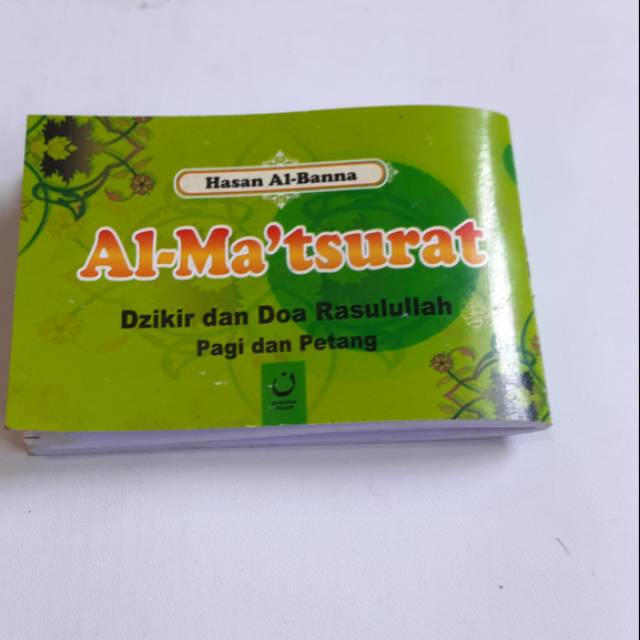 Hasan Al-Banna
Al-Ma'tsurat
Dzikir dan Doa Rasulullah
Pagi dan Petang